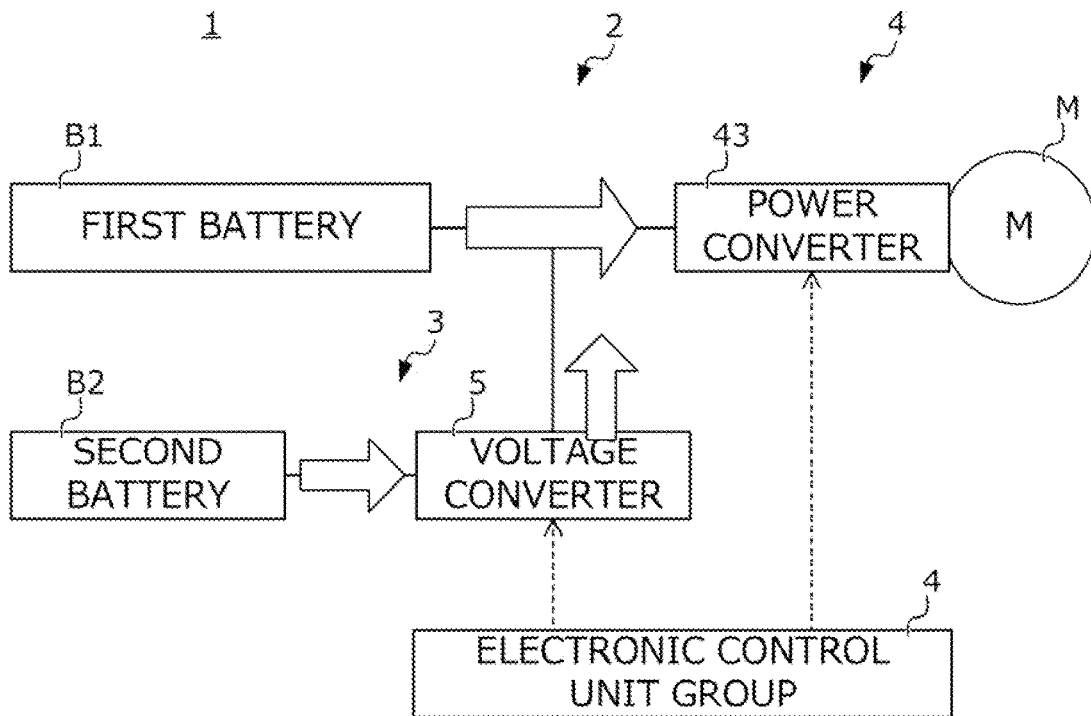 1
2
4
B1
43
M
FIRST BATTERY
POWER
CONVERTER
M
3
B2
5
SECOND
BATTERY
VOLTAGE
CONVERTER
4
ELECTRONIC CONTROL
UNIT GROUP